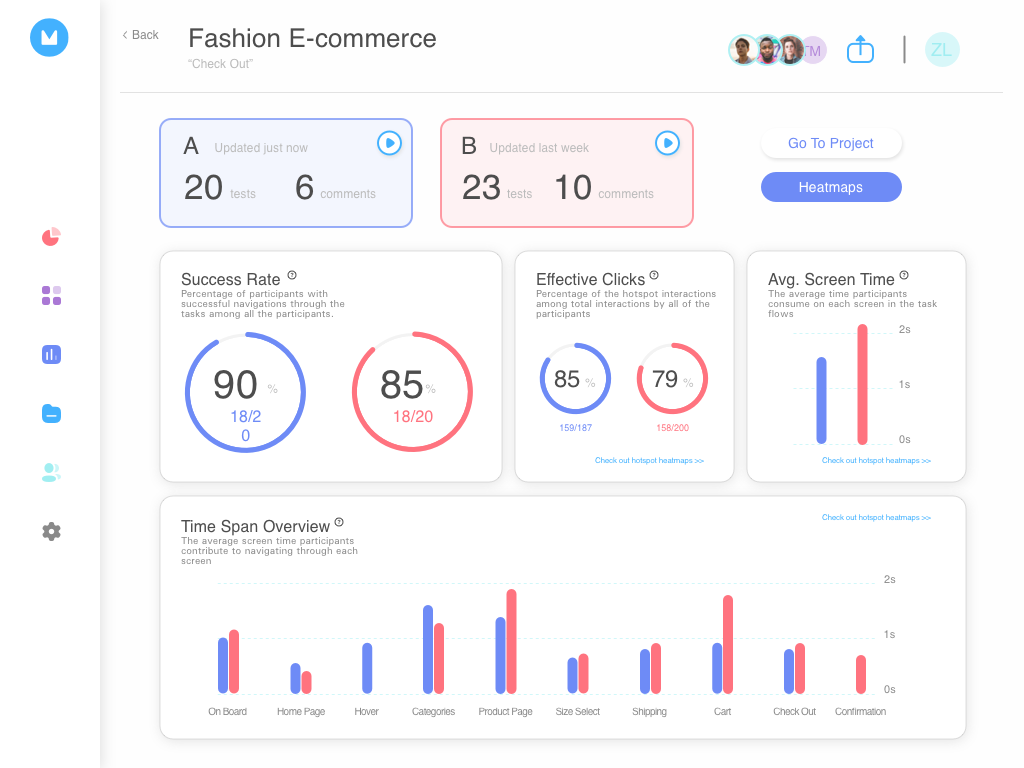 Back
Fashion E-commerce
“Check Out”
TM
ZL
A Updated just now
20 tests 6 comments
B Updated last week
23 tests 10 comments
Go To Project
Heatmaps
Success Rate ?
Percentage of participants with
successful navigations through the
tasks among all the participants.
90 %
18/2
0
85 %
18/20
Effective Clicks ?
Percentage of the hotspot interactions
among total interactions by all of the
participants
85 %
159/187
79 %
158/200
Check out hotspot heatmaps >>
Avg. Screen Time ?
The average time participants
consume on each screen in the task
flows
2s
1s
0s
Check out hotspot heatmaps >>
Time Span Overview ?
Check out hotspot heatmaps >>
The average screen time participants
contribute to navigating through each
screen
2s
1s
0s
On Board Home Page Hover Categories Product Page Size Select Shipping Cart Check Out Confirmation